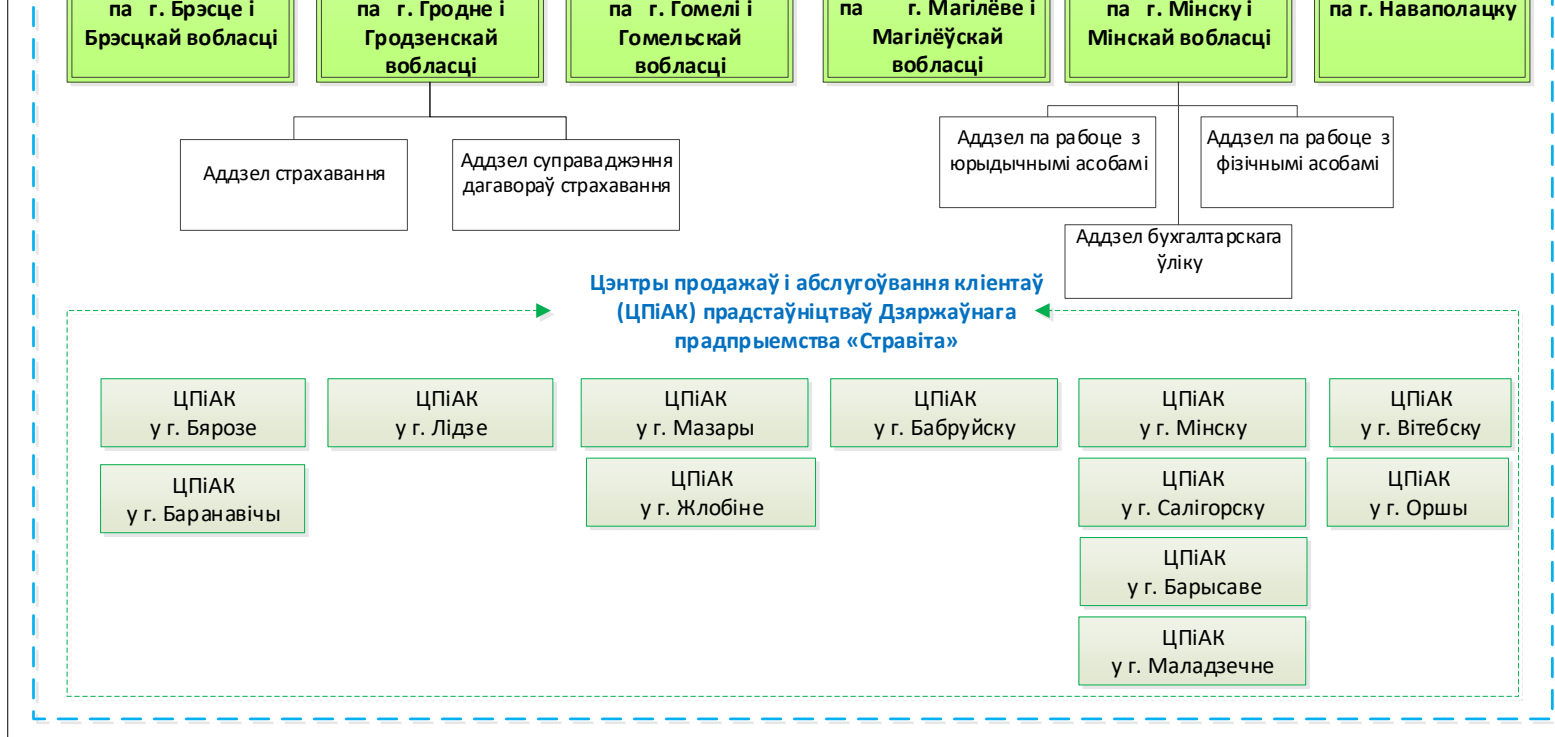 па г. Брэсце і
Брэсцкай вобласці
па г. Гродне і
Гродзенскай
вобласці
па г. Гомелі і
Гомельскай
вобласці
па г. Магілёве і
Магілёўскай
вобласці
па г. Мінску і
Мінскай вобласці
па г. Наваполацку
Аддзел страхавання
Аддзел суправаджэння
дагавораў страхавання
Аддзел па рабоце з
юрыдычнымі асобамі
Аддзел па рабоце з
фізічнымі асобамі
Аддзел бухгалтарскага
ўліку
Цэнтры продажаў і абслугоўвання кліентаў
(ЦПіАК) прадстаўніцтваў Дзяржаўнага
прадпрыемства «Стравіта»
ЦПіАК
у г. Бярозе
ЦПіАК
у г. Баранавічы
ЦПіАК
у г. Лідзе
ЦПіАК
у г. Мазары
ЦПіАК
у г. Жлобіне
ЦПіАК
у г. Бабруйску
ЦПіАК
у г. Мінску
ЦПіАК
у г. Салігорску
ЦПіАК
у г. Барысаве
ЦПіАК
у г. Маладзечне
ЦПіАК
у г. Вітебску
ЦПіАК
у г. Оршы